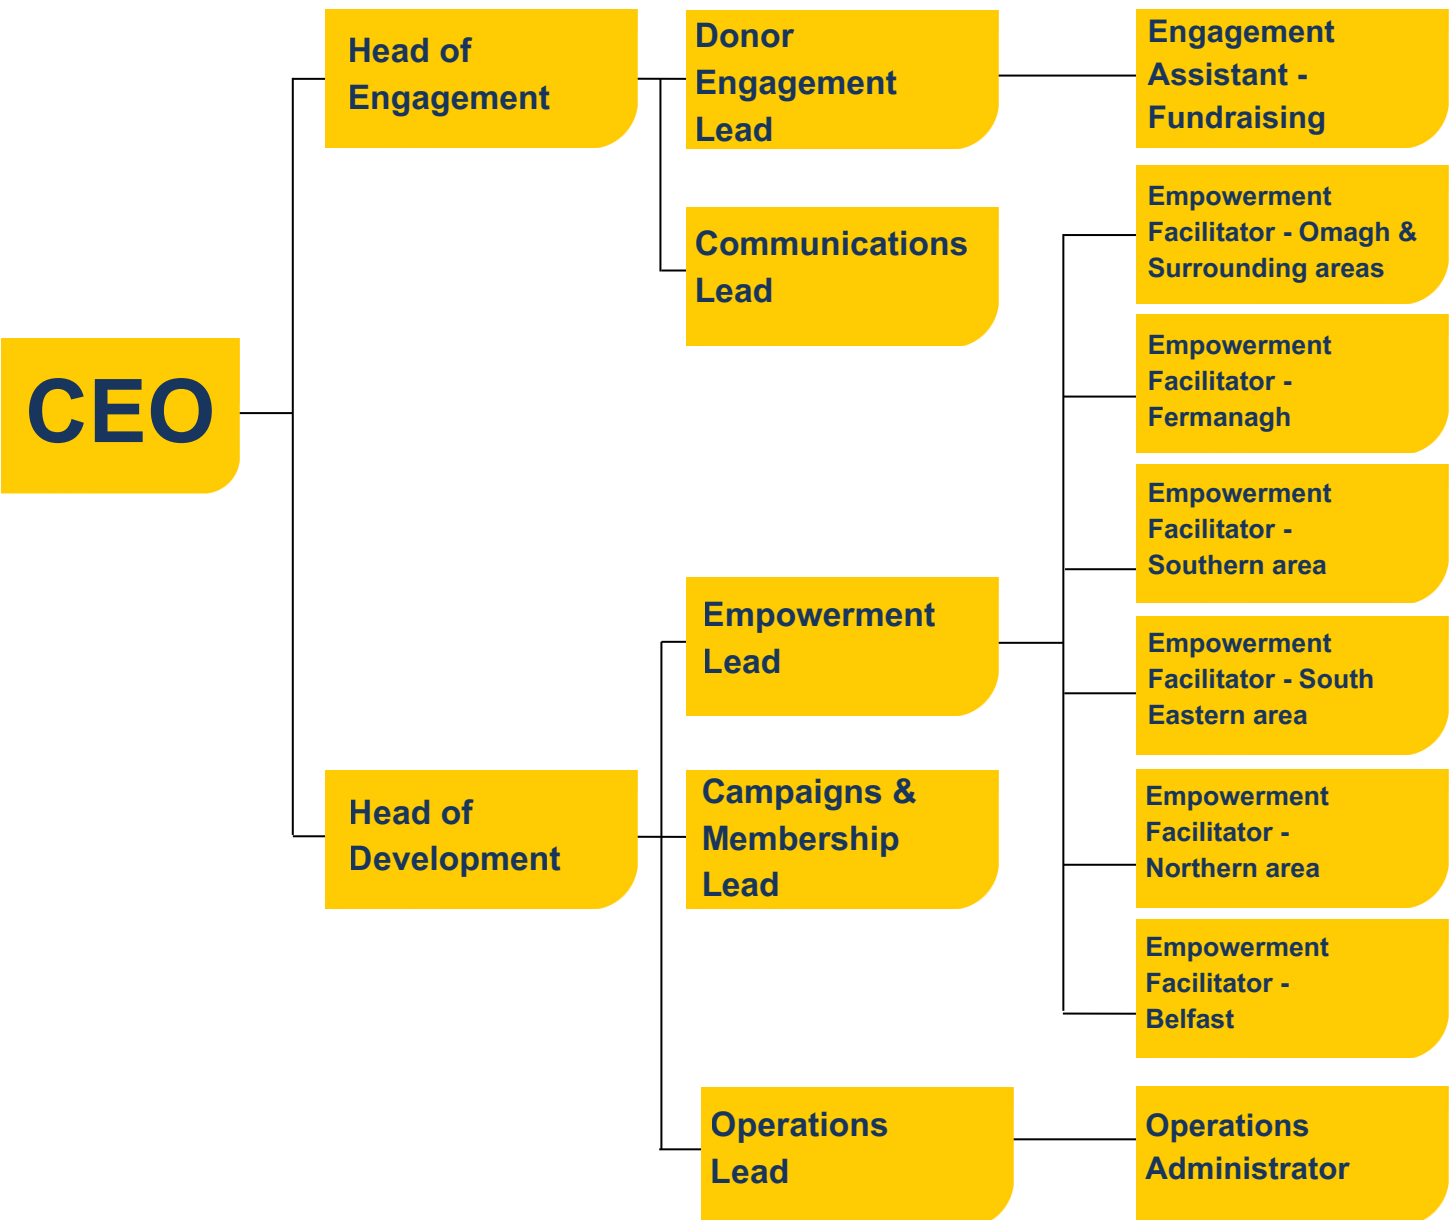 CEO
Head of
Engagement
Donor
Engagement
Lead
Engagement
Assistant -
Fundraising
Communications
Lead
Head of
Development
Empowerment
Lead
Empowerment
Facilitator - Omagh &
Surrounding areas
Empowerment
Facilitator -
Fermanagh
Empowerment
Facilitator -
Southern area
Empowerment
Facilitator - South
Eastern area
Empowerment
Facilitator -
Northern area
Empowerment
Facilitator -
Belfast
Campaigns &
Membership
Lead
Operations
Lead
Operations
Administrator